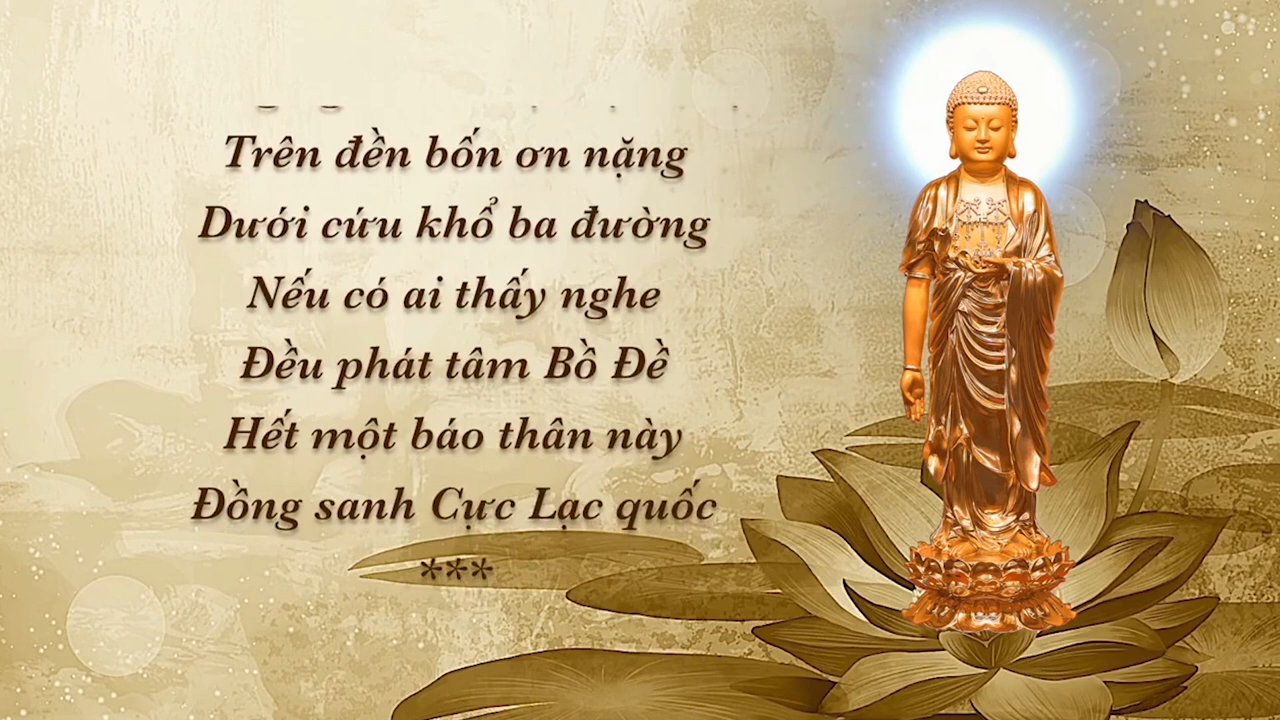 Trên đền bốn ơn nặng
Dưới cứu khổ ba đường
Nếu có ai thấy nghe
Đều phát tâm Bồ Đề
Hết một báo thân này
Đồng sanh Cực Lạc quốc
***